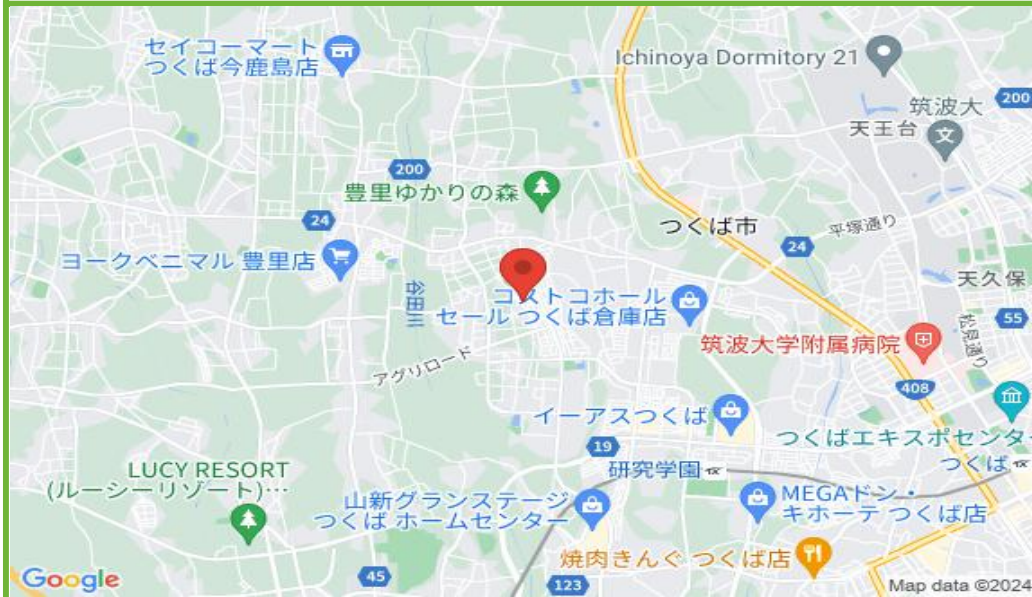 セイコーマート
つくば今鹿島店
Ichinoya Dormitory 21
200
筑波大
天王台
文
200
豊里ゆかりの森
24
つくば市
平塚通り
24
ヨークベニマル 豊里店
谷田川
コストコホール
セール つくば倉庫店
天久保
55
松見通り
筑波大学附属病院
アグリロード
408
イーアスつくば
つくばエキスポセンタ
19
研究学園
つくば
LUCY RESORT
(ルーシーリゾート)…
山新グランステージ
つくば ホームセンター
MEGAドン・
キホーテ つくば店
焼肉きんぐ つくば店
Google
45
123
Map data ©2024